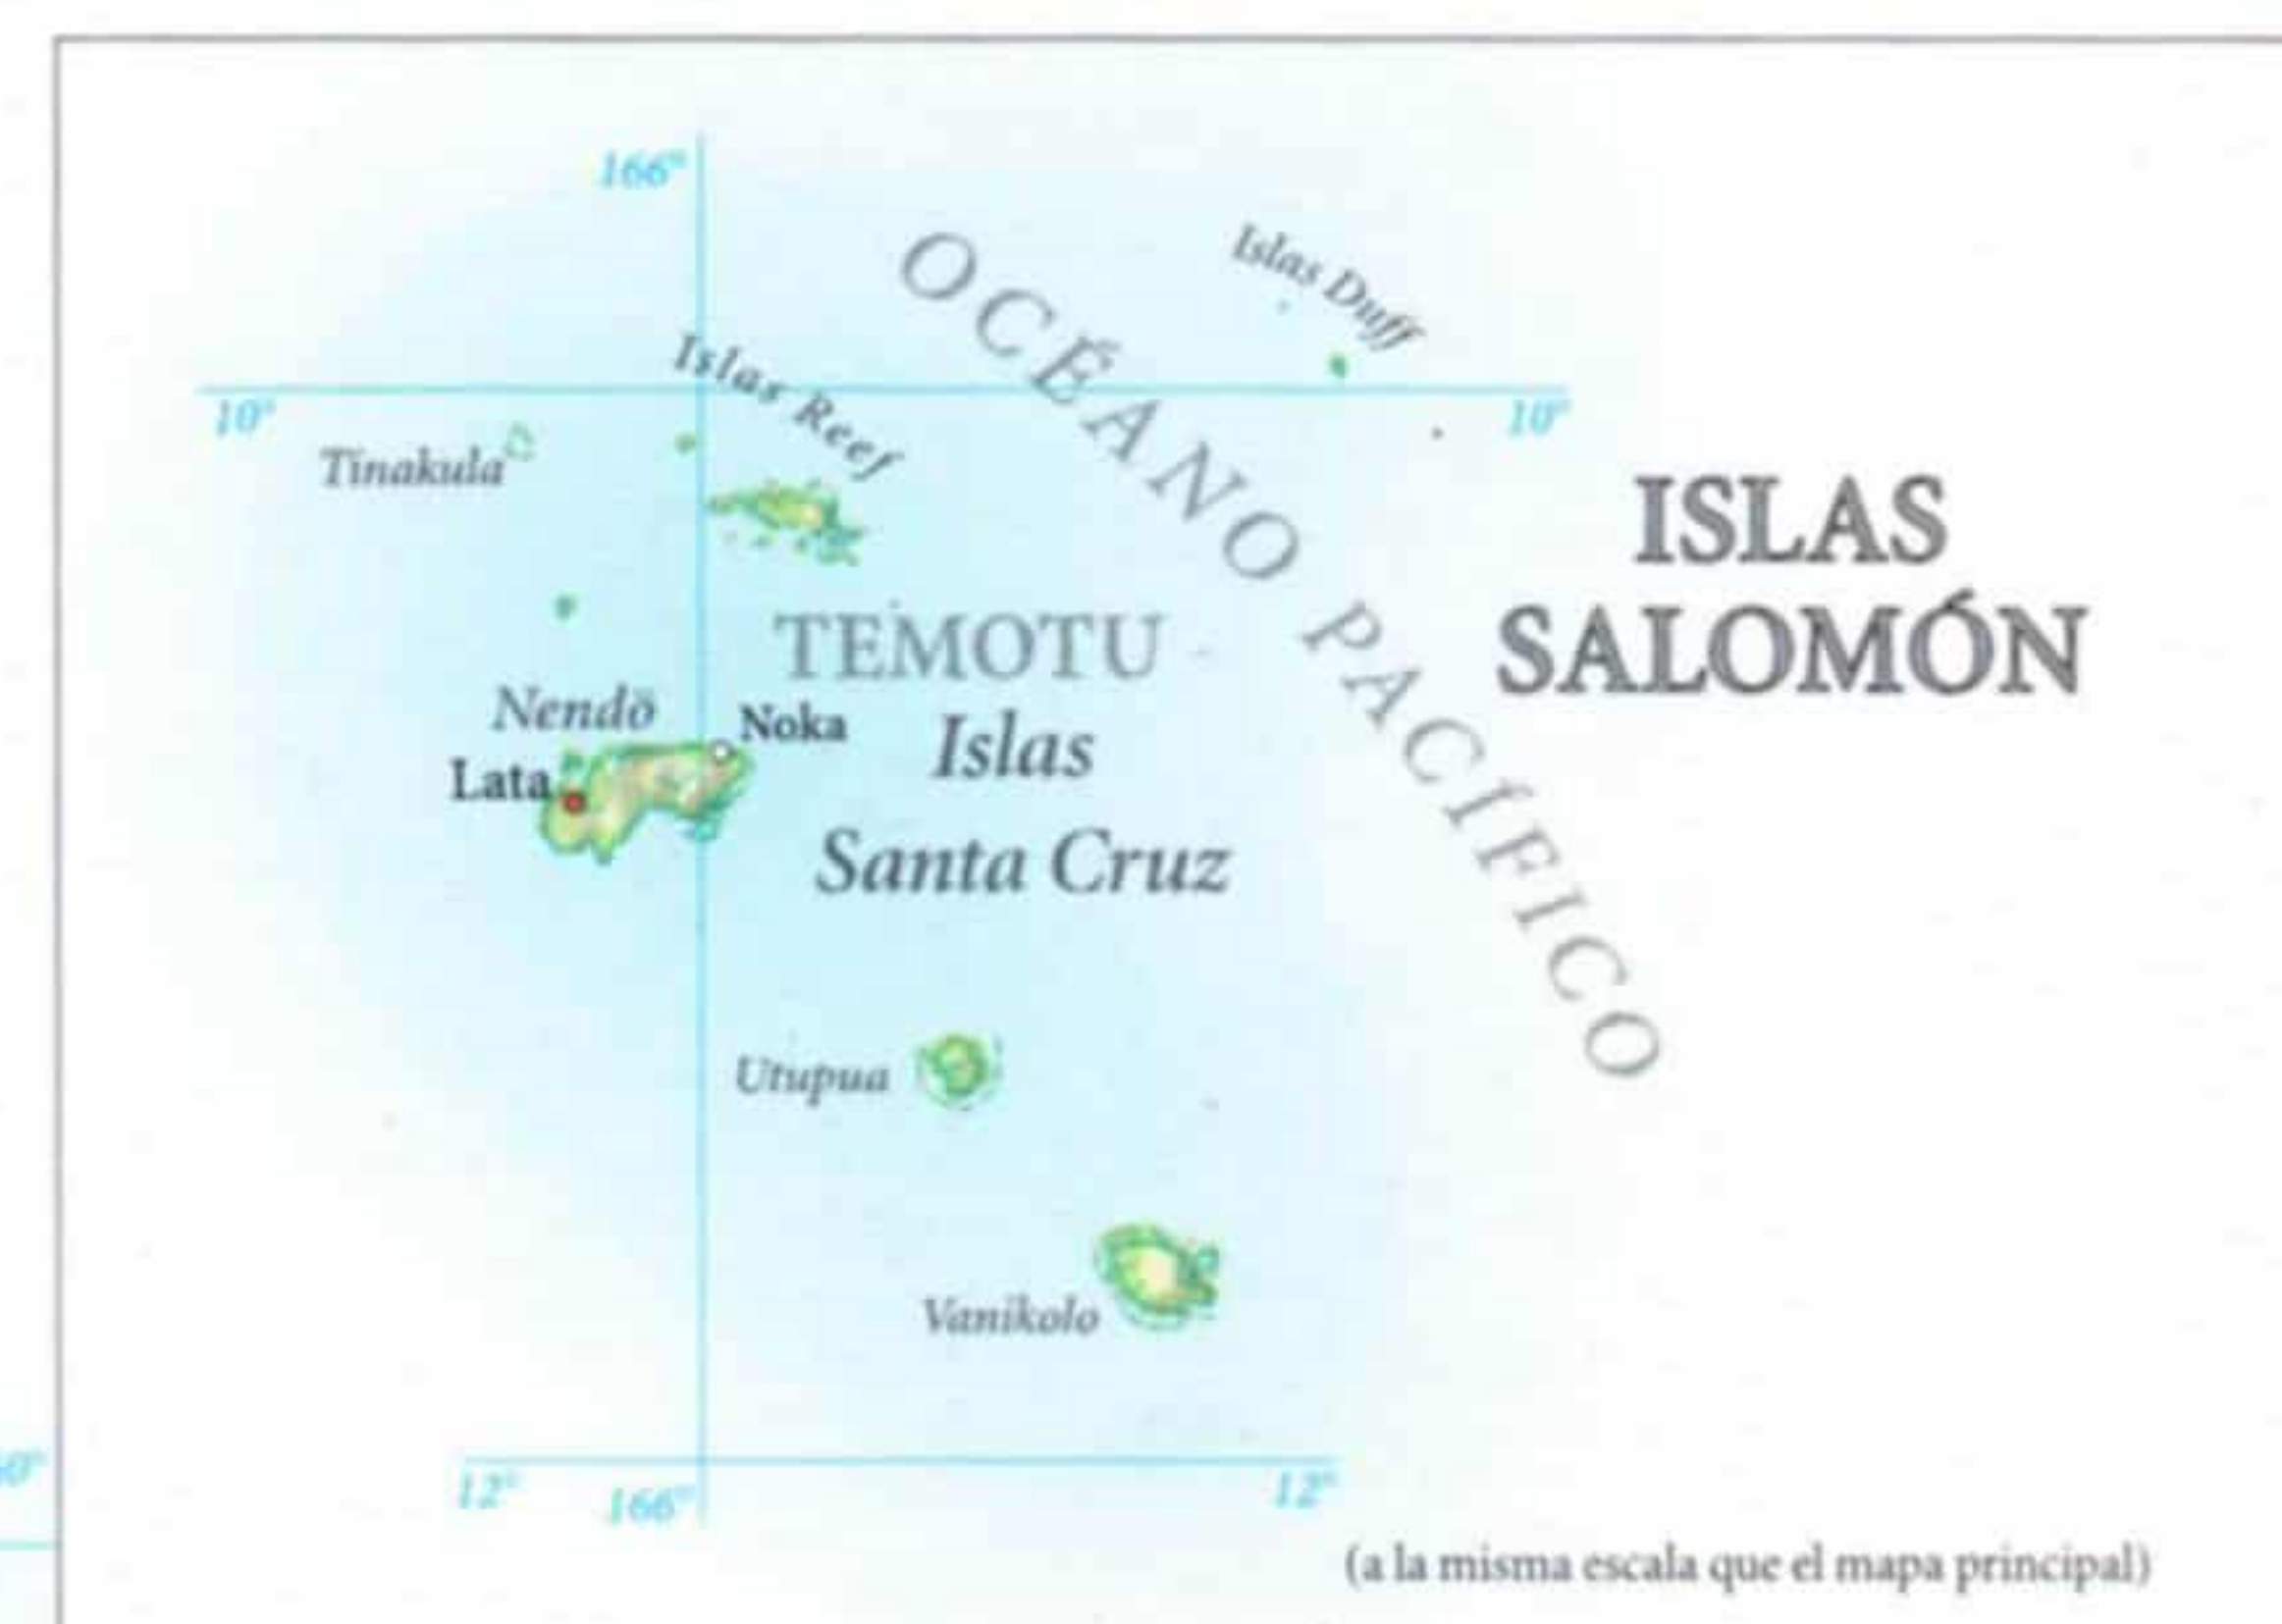 166°
Islas Duff
OCÉANO PACÍFICO
Islas Reef
10°
10°
Tinakula
ISLAS
SALOMÓN
TEMOTU
Nendö
Noka
Islas
Lata
Santa Cruz
Utupua
Vanikolo
12°
166°
12°
(a la misma escala que el mapa principal)